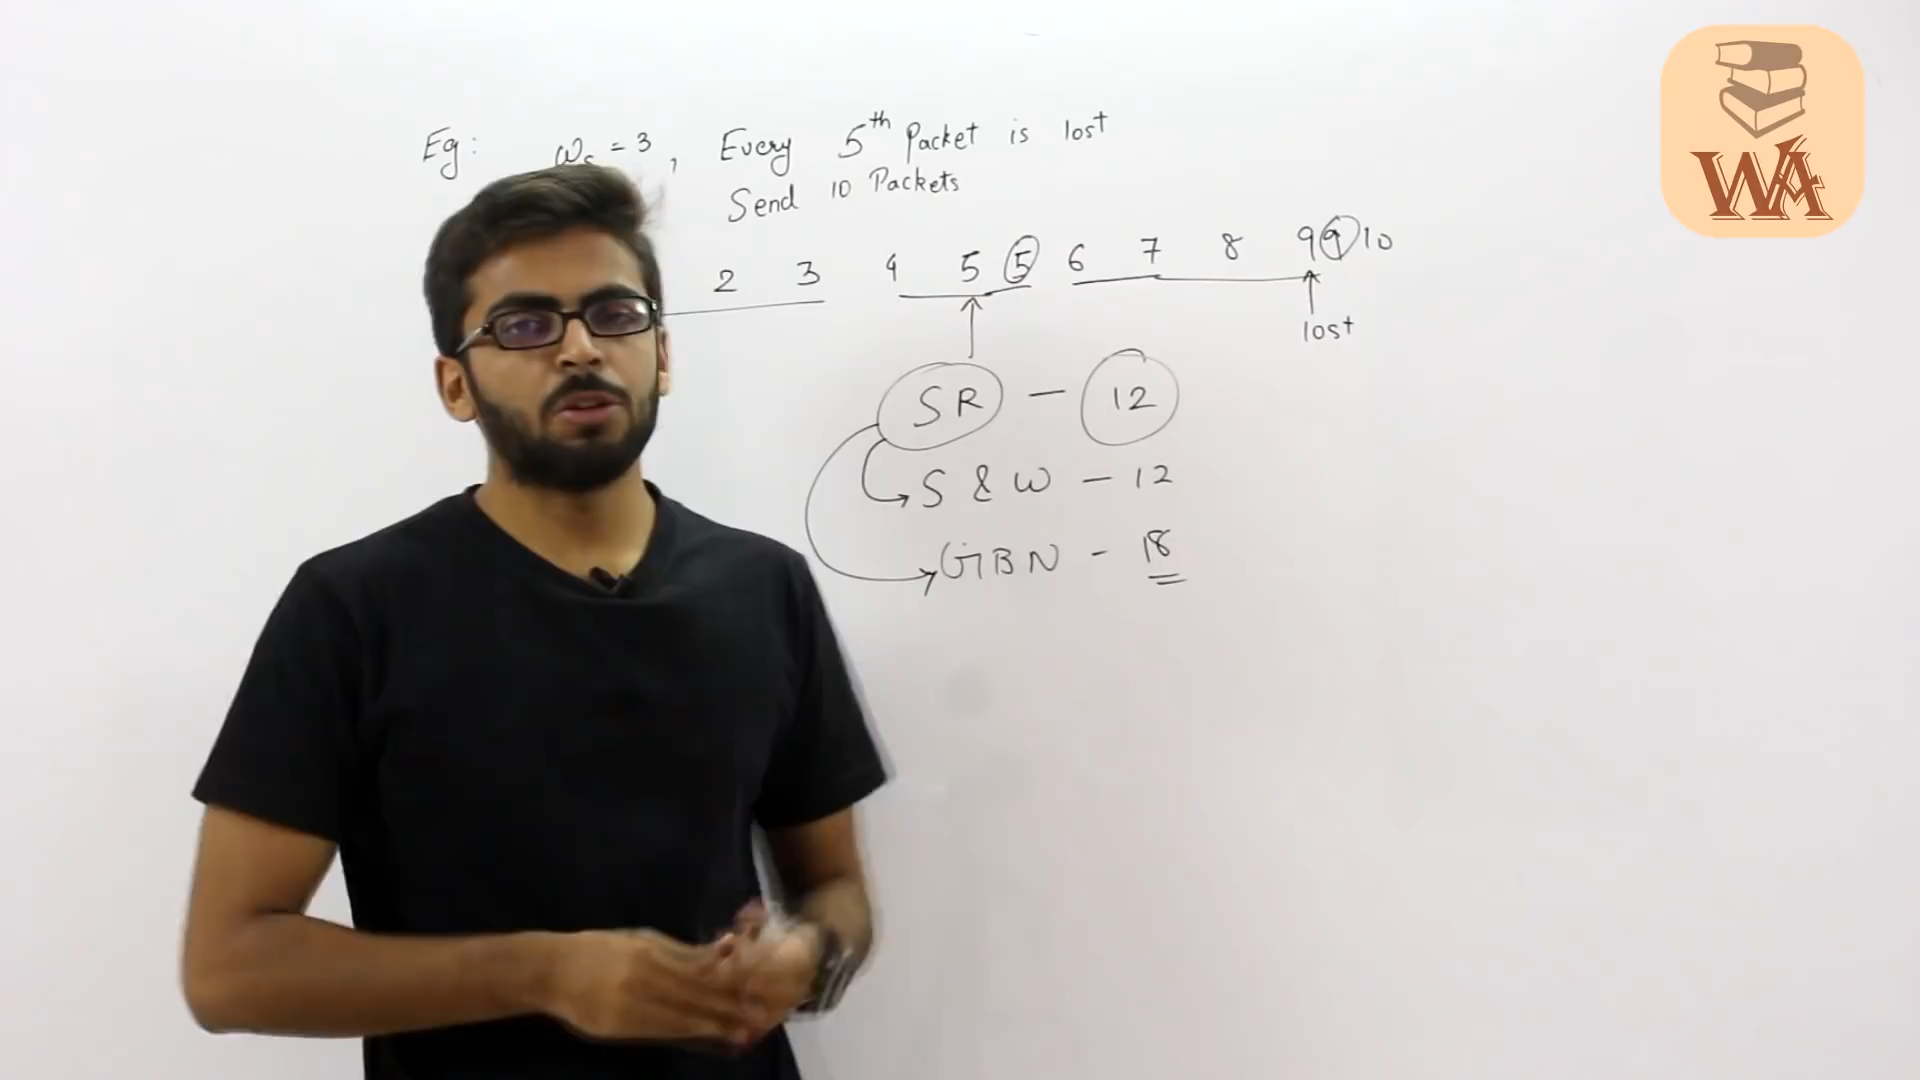 Eg: Ws = 3, Every 5th Packet is lost
Send 10 Packets
2 3 4 5 5 6 7 8 9 9 10
lost
SR - 12
S & W - 12
GBN - 18
WA